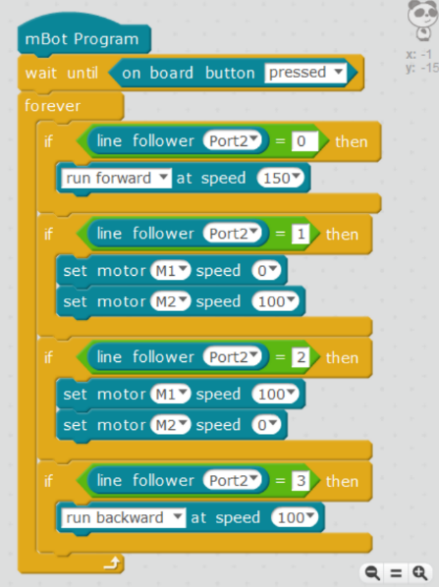 mBot Program
x: -1
y: -15
wait until on board button pressed
forever
if line follower Port2 = 0 then
run forward at speed 150
if line follower Port2 = 1 then
set motor M1 speed 0
set motor M2 speed 100
if line follower Port2 = 2 then
set motor M1 speed 100
set motor M2 speed 0
if line follower Port2 = 3 then
run backward at speed 100